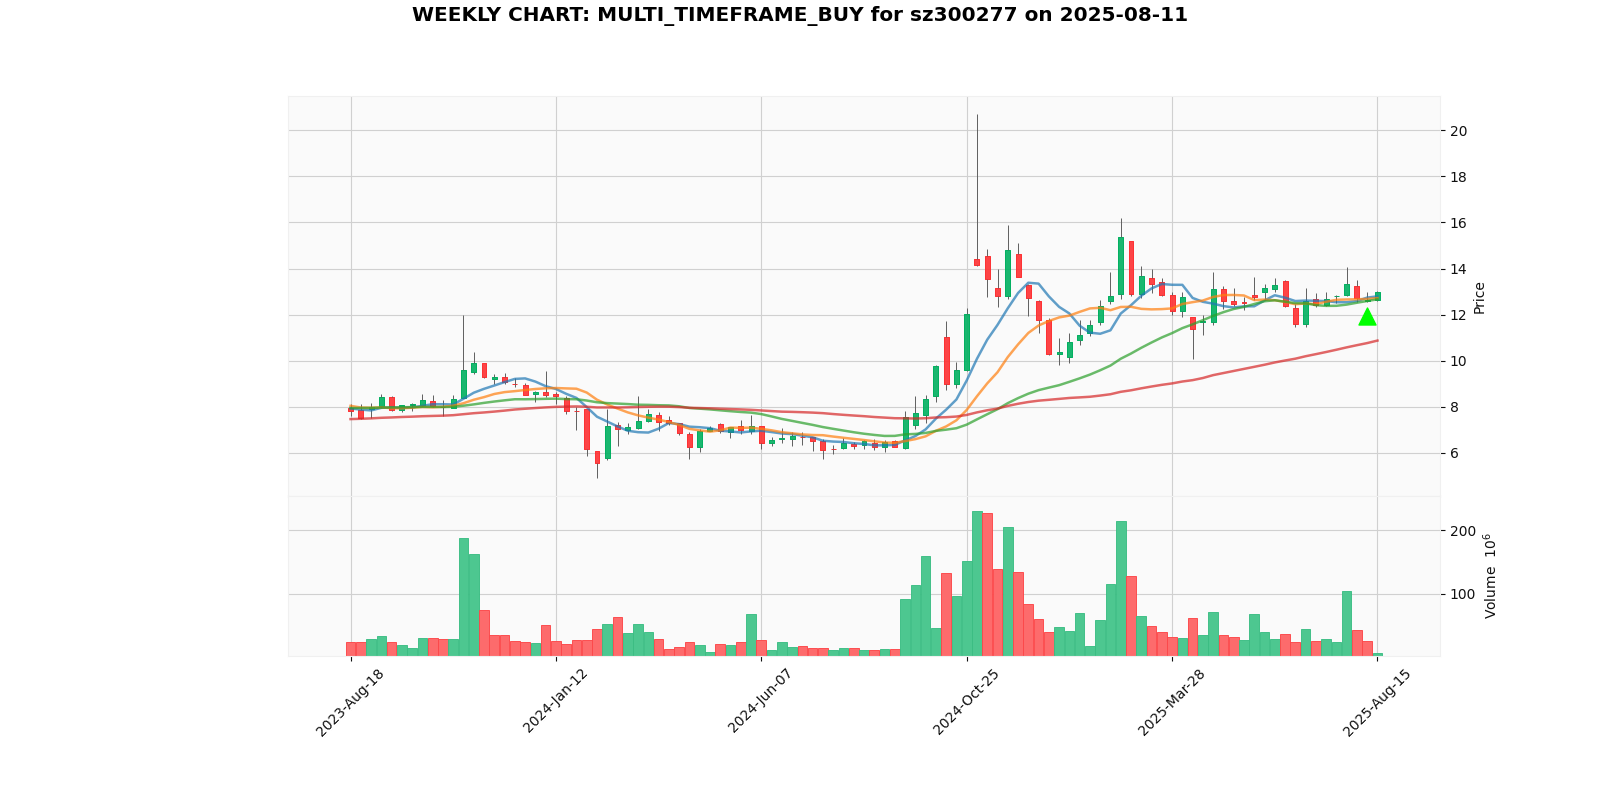 WEEKLY CHART: MULTI_TIMEFRAME_BUY for sz300277 on 2025-08-11
20
18
16
14
12
10
8
6
Price
200
100
Volume 10^6
2023-Aug-18
2024-Jan-12
2024-Jun-07
2024-Oct-25
2025-Mar-28
2025-Aug-15